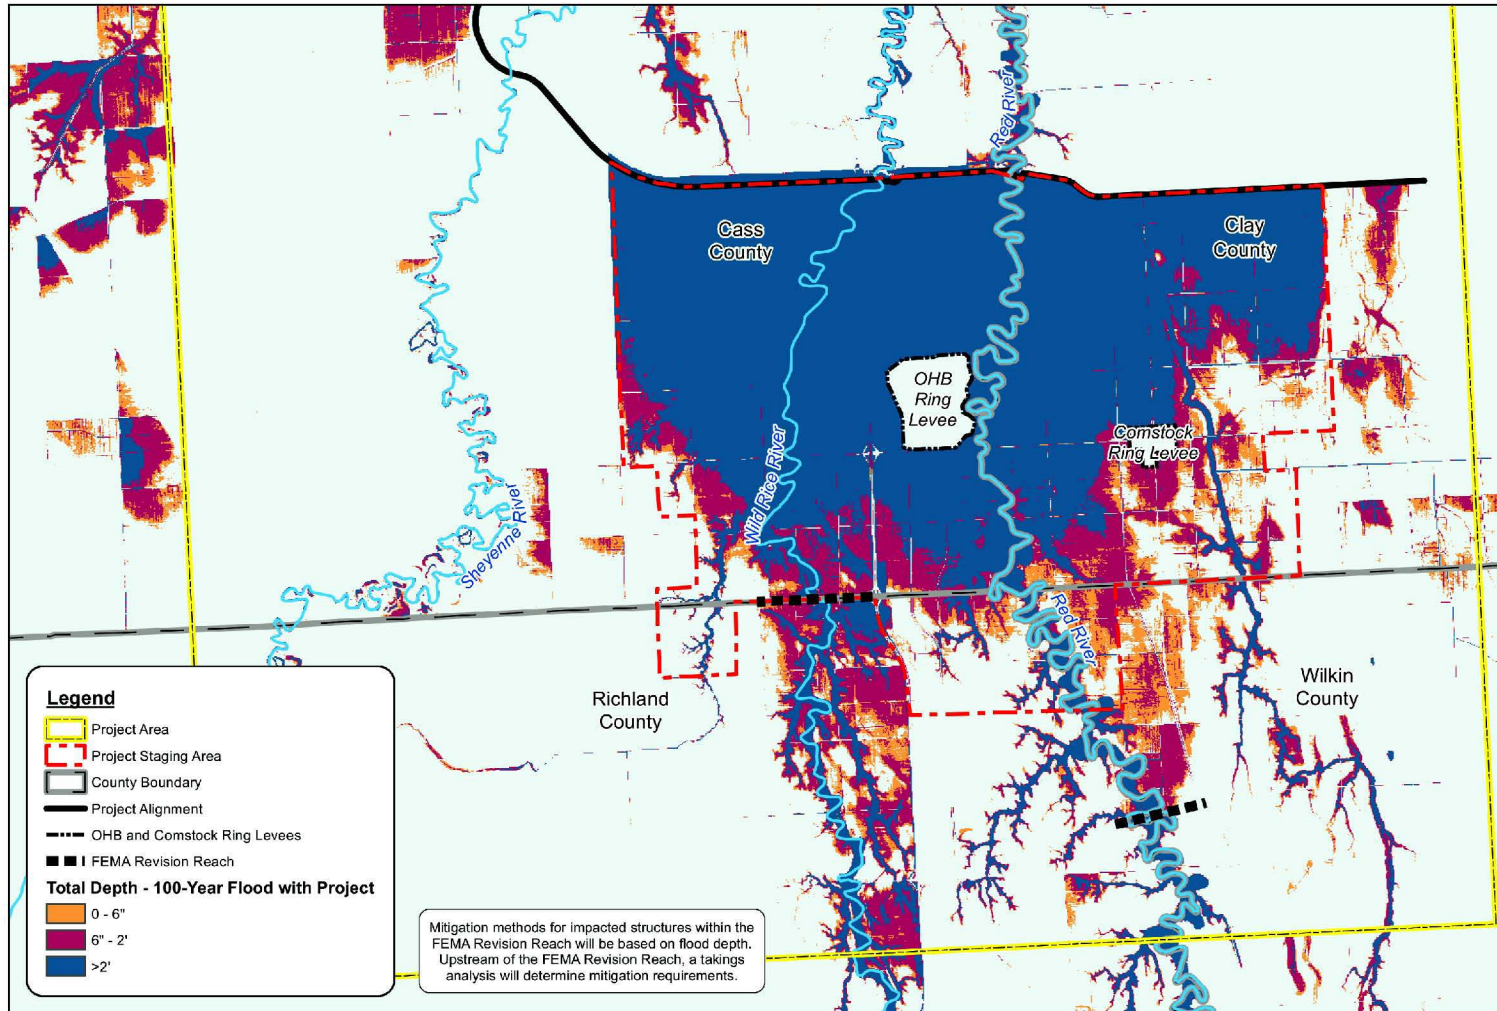 Red River
Cass
County
Clay
County
OHB
Ring
Levee
Comstock
Ring Levee
Wild Rice River
Sheyenne River
Red River
Richland
County
Wilkin
County
Legend
Project Area
Project Staging Area
County Boundary
Project Alignment
OHB and Comstock Ring Levees
FEMA Revision Reach
Total Depth - 100-Year Flood with Project
0 - 6"
6" - 2'
>2'
Mitigation methods for impacted structures within the
FEMA Revision Reach will be based on flood depth.
Upstream of the FEMA Revision Reach, a takings
analysis will determine mitigation requirements.